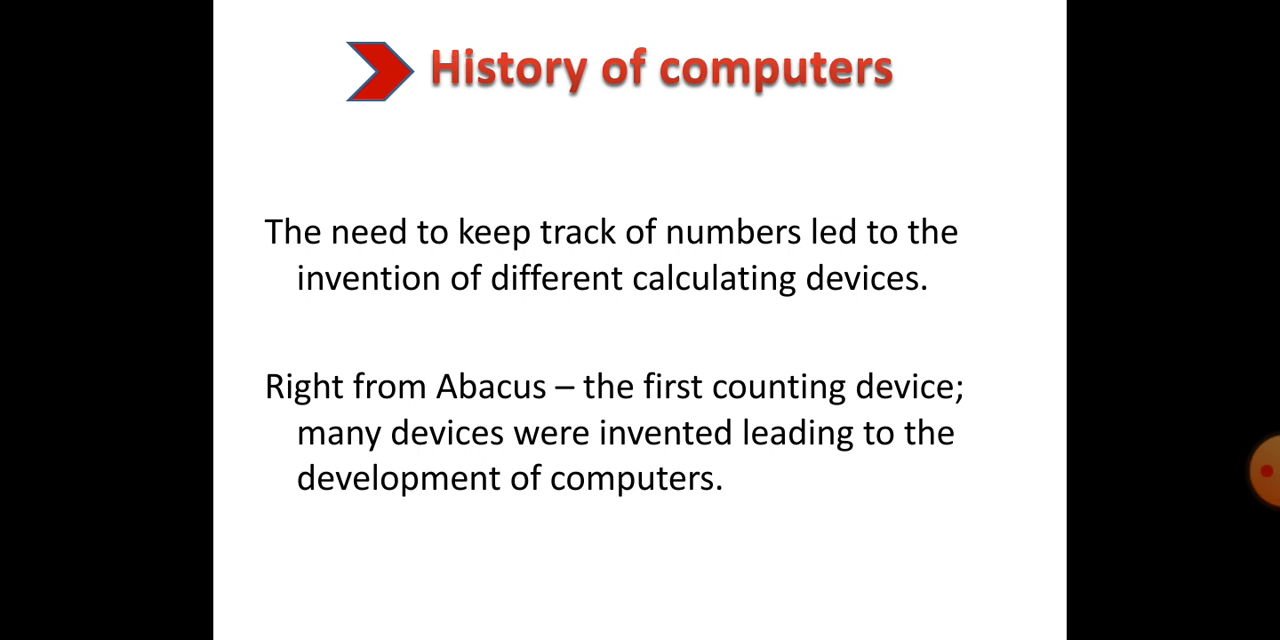 History of computers
The need to keep track of numbers led to the
invention of different calculating devices.
Right from Abacus – the first counting device;
many devices were invented leading to the
development of computers.